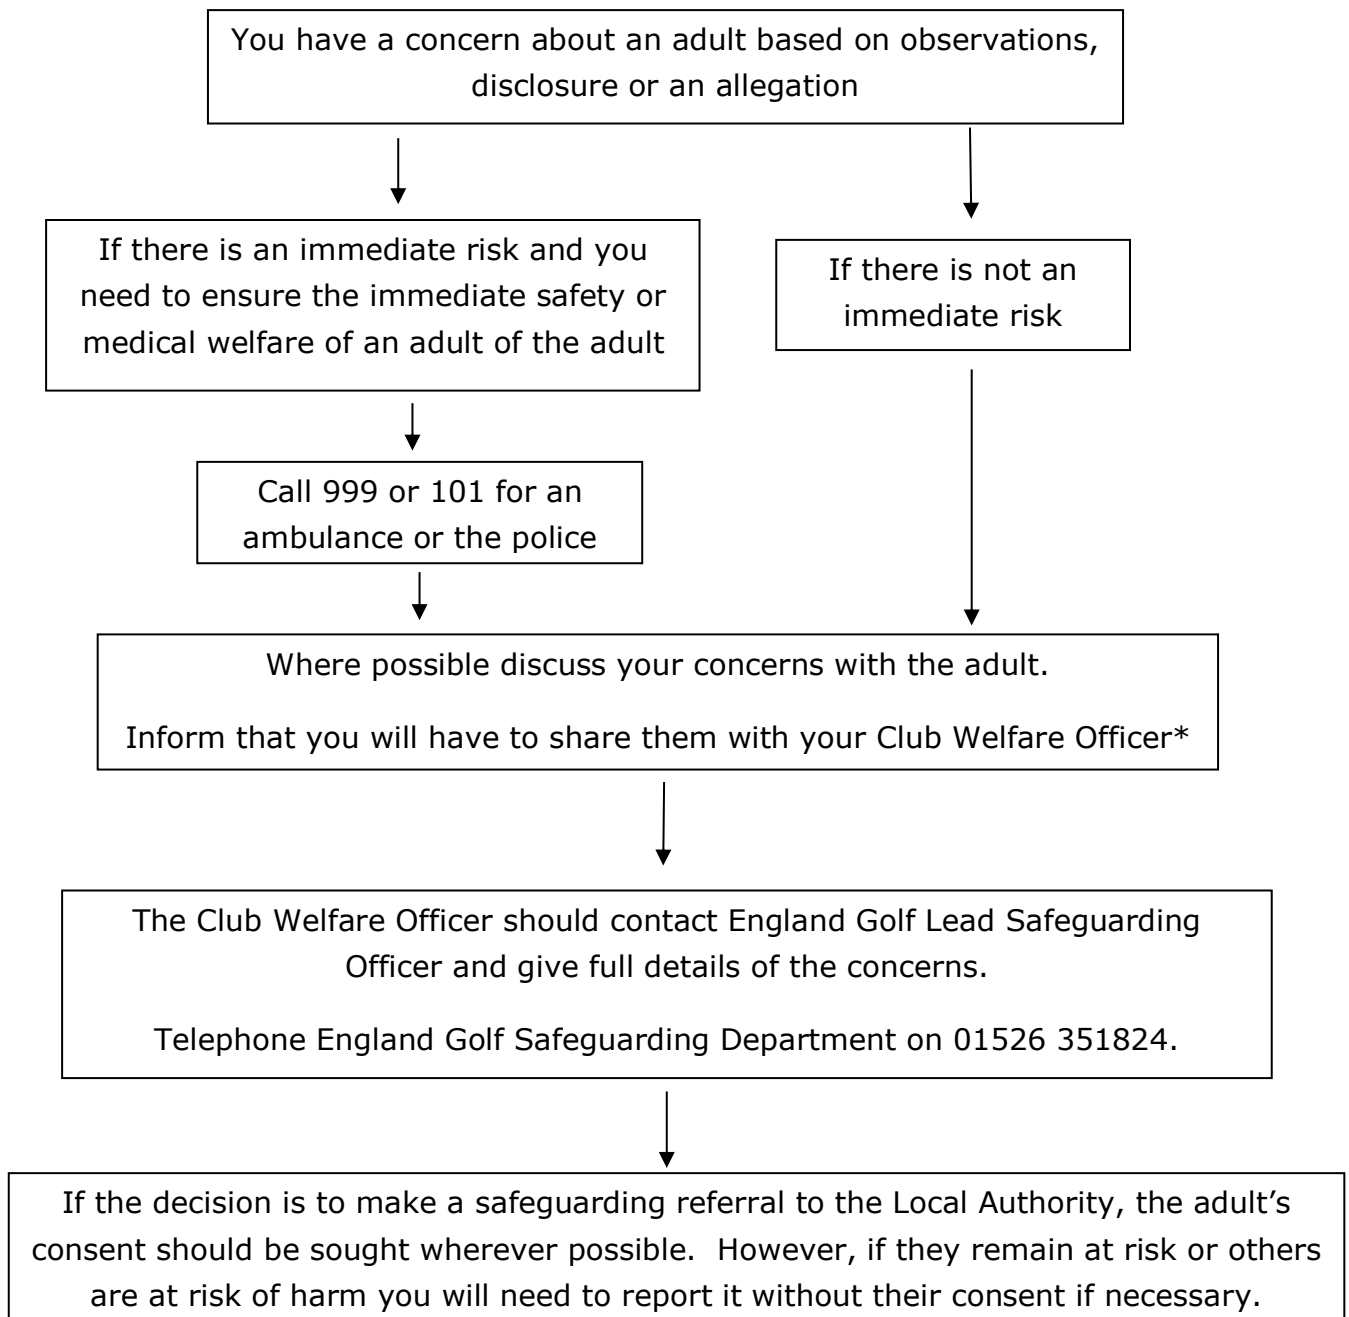 You have a concern about an adult based on observations,
disclosure or an allegation
If there is an immediate risk and you
need to ensure the immediate safety or
medical welfare of an adult of the adult
If there is not an
immediate risk
Call 999 or 101 for an
ambulance or the police
Where possible discuss your concerns with the adult.
Inform that you will have to share them with your Club Welfare Officer*
The Club Welfare Officer should contact England Golf Lead Safeguarding
Officer and give full details of the concerns.
Telephone England Golf Safeguarding Department on 01526 351824.
If the decision is to make a safeguarding referral to the Local Authority, the adult’s
consent should be sought wherever possible.  However, if they remain at risk or others
are at risk of harm you will need to report it without their consent if necessary.